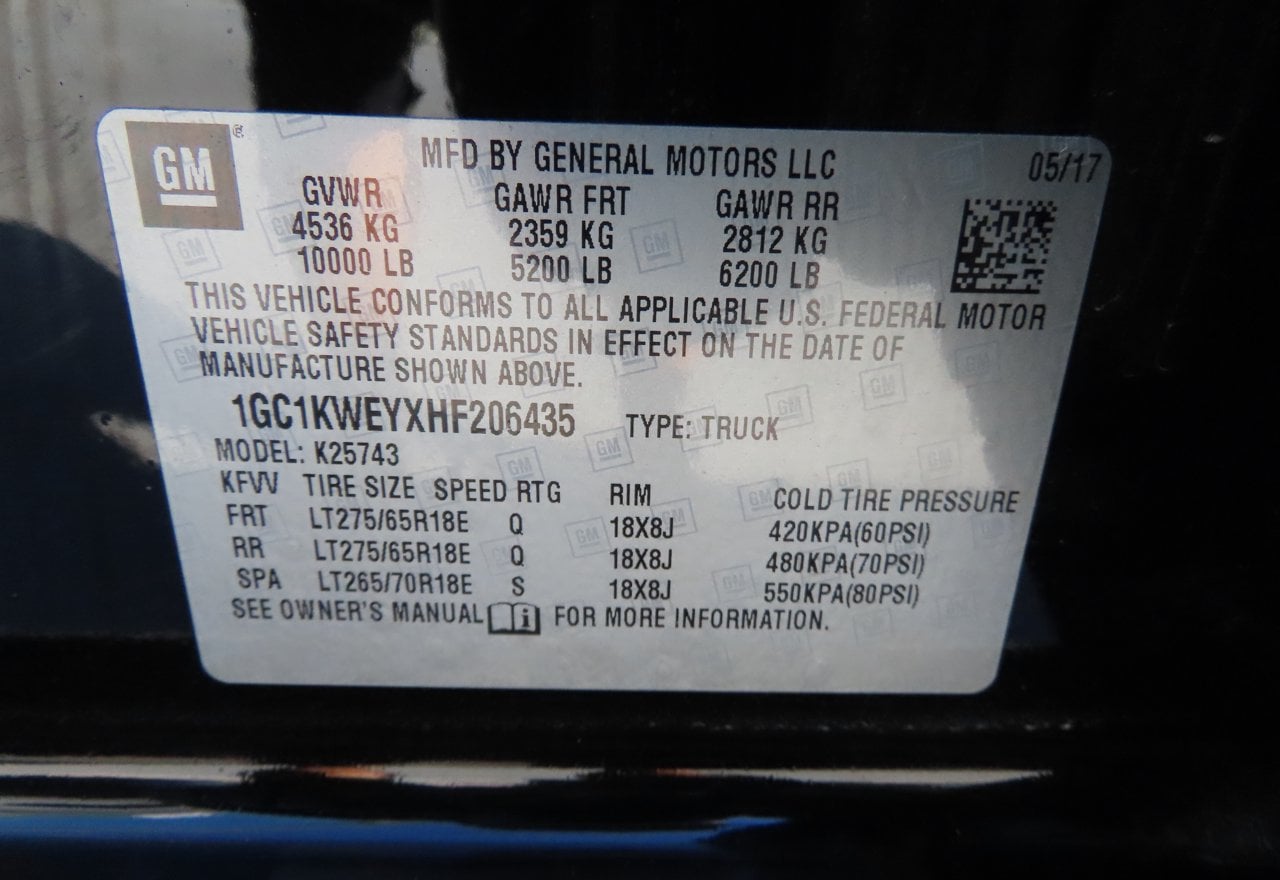 GM ®
MFD BY GENERAL MOTORS LLC 05/17
GVWR GAWR FRT GAWR RR
4536 KG 2359 KG 2812 KG
10000 LB 5200 LB 6200 LB
THIS VEHICLE CONFORMS TO ALL APPLICABLE U.S. FEDERAL MOTOR
VEHICLE SAFETY STANDARDS IN EFFECT ON THE DATE OF
MANUFACTURE SHOWN ABOVE.
1GC1KWEYXHF206435 TYPE: TRUCK
MODEL: K25743
KFVV TIRE SIZE SPEED RTG RIM COLD TIRE PRESSURE
FRT LT275/65R18E Q 18X8J 420KPA(60PSI)
RR LT275/65R18E Q 18X8J 480KPA(70PSI)
SPA LT265/70R18E S 18X8J 550KPA(80PSI)
SEE OWNER'S MANUAL i FOR MORE INFORMATION.